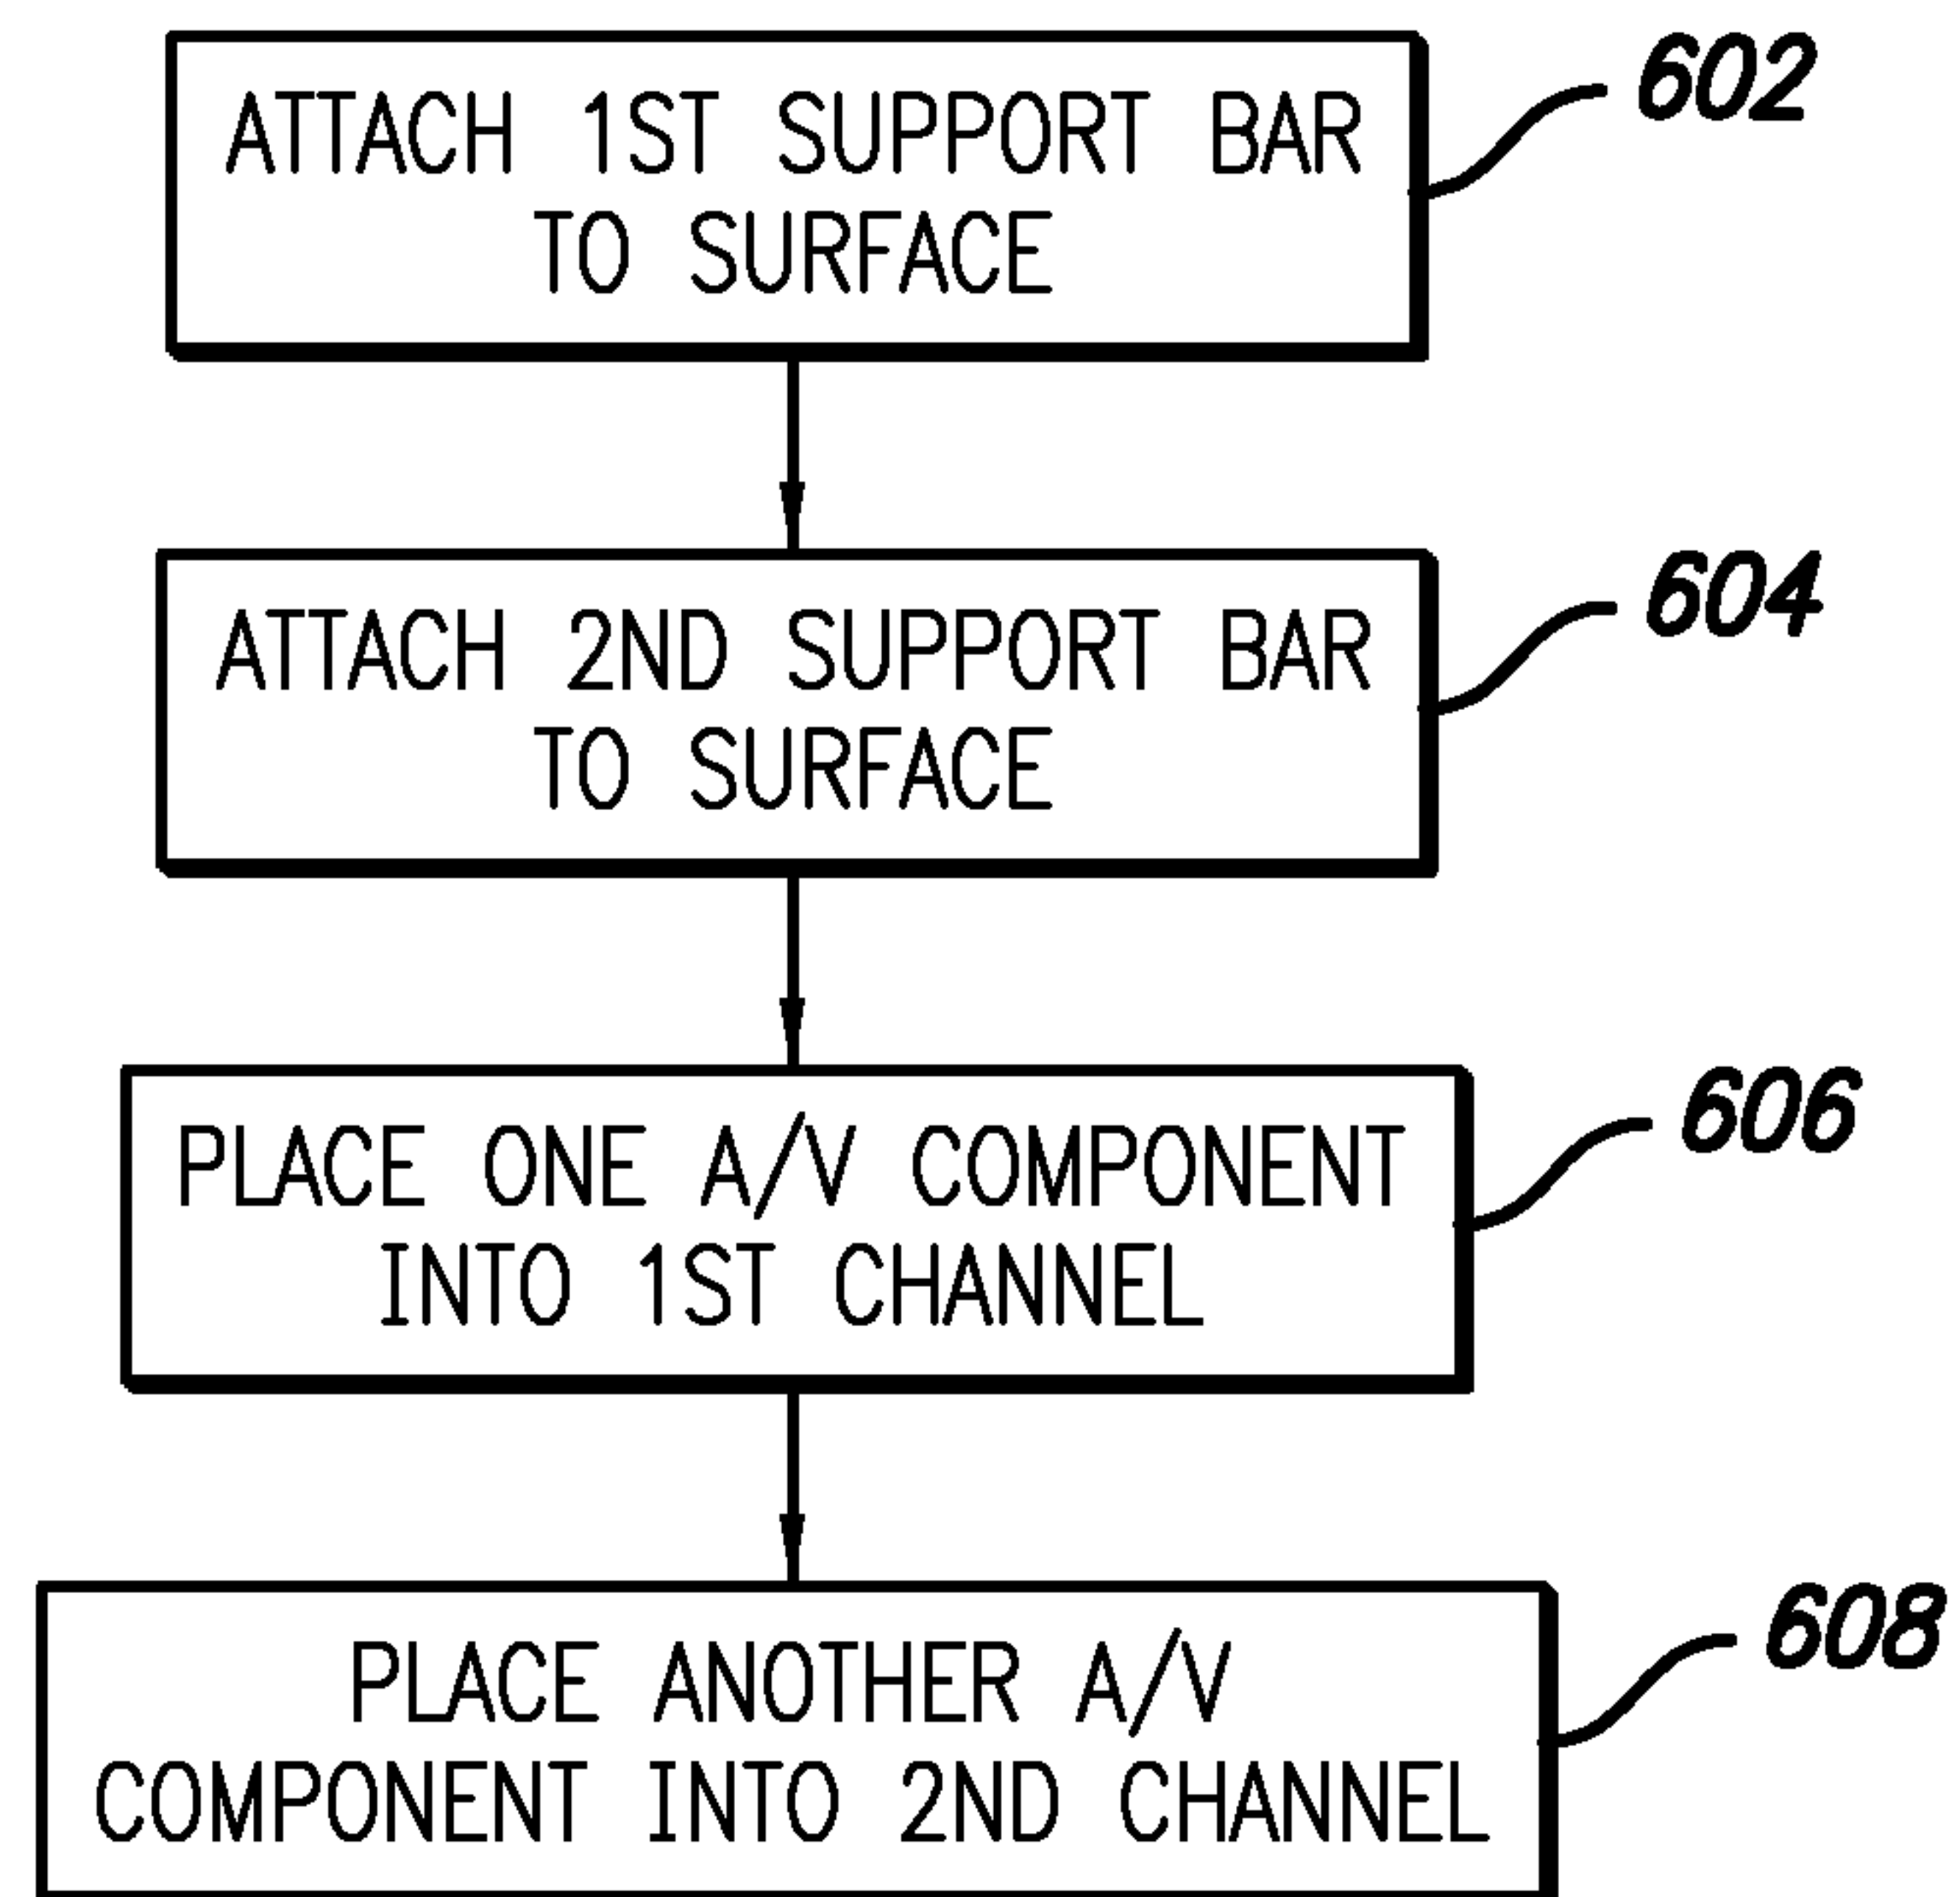 ATTACH 1ST SUPPORT BAR
TO SURFACE
602
ATTACH 2ND SUPPORT BAR
TO SURFACE
604
PLACE ONE A/V COMPONENT
INTO 1ST CHANNEL
606
PLACE ANOTHER A/V
COMPONENT INTO 2ND CHANNEL
608